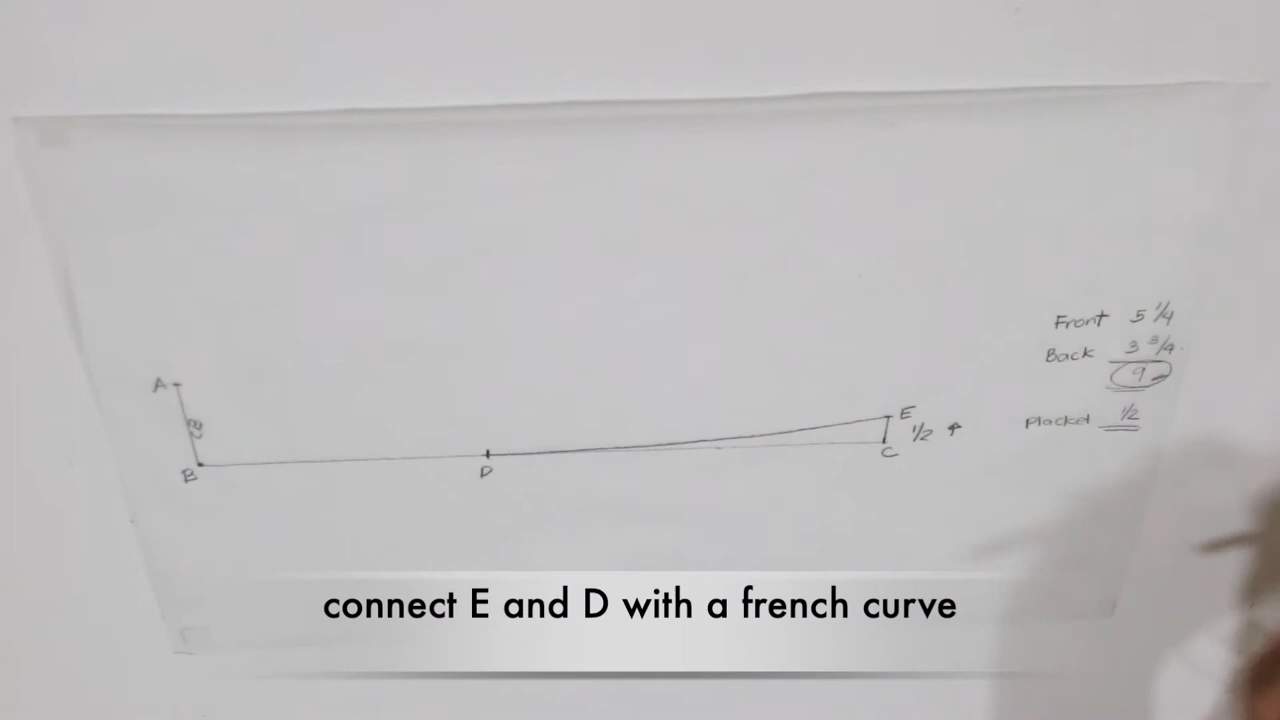 Front 5 1/4
Back 3 3/4
9
Placket 1/2
A
B
D
E
1/2 ↑
C
connect E and D with a french curve